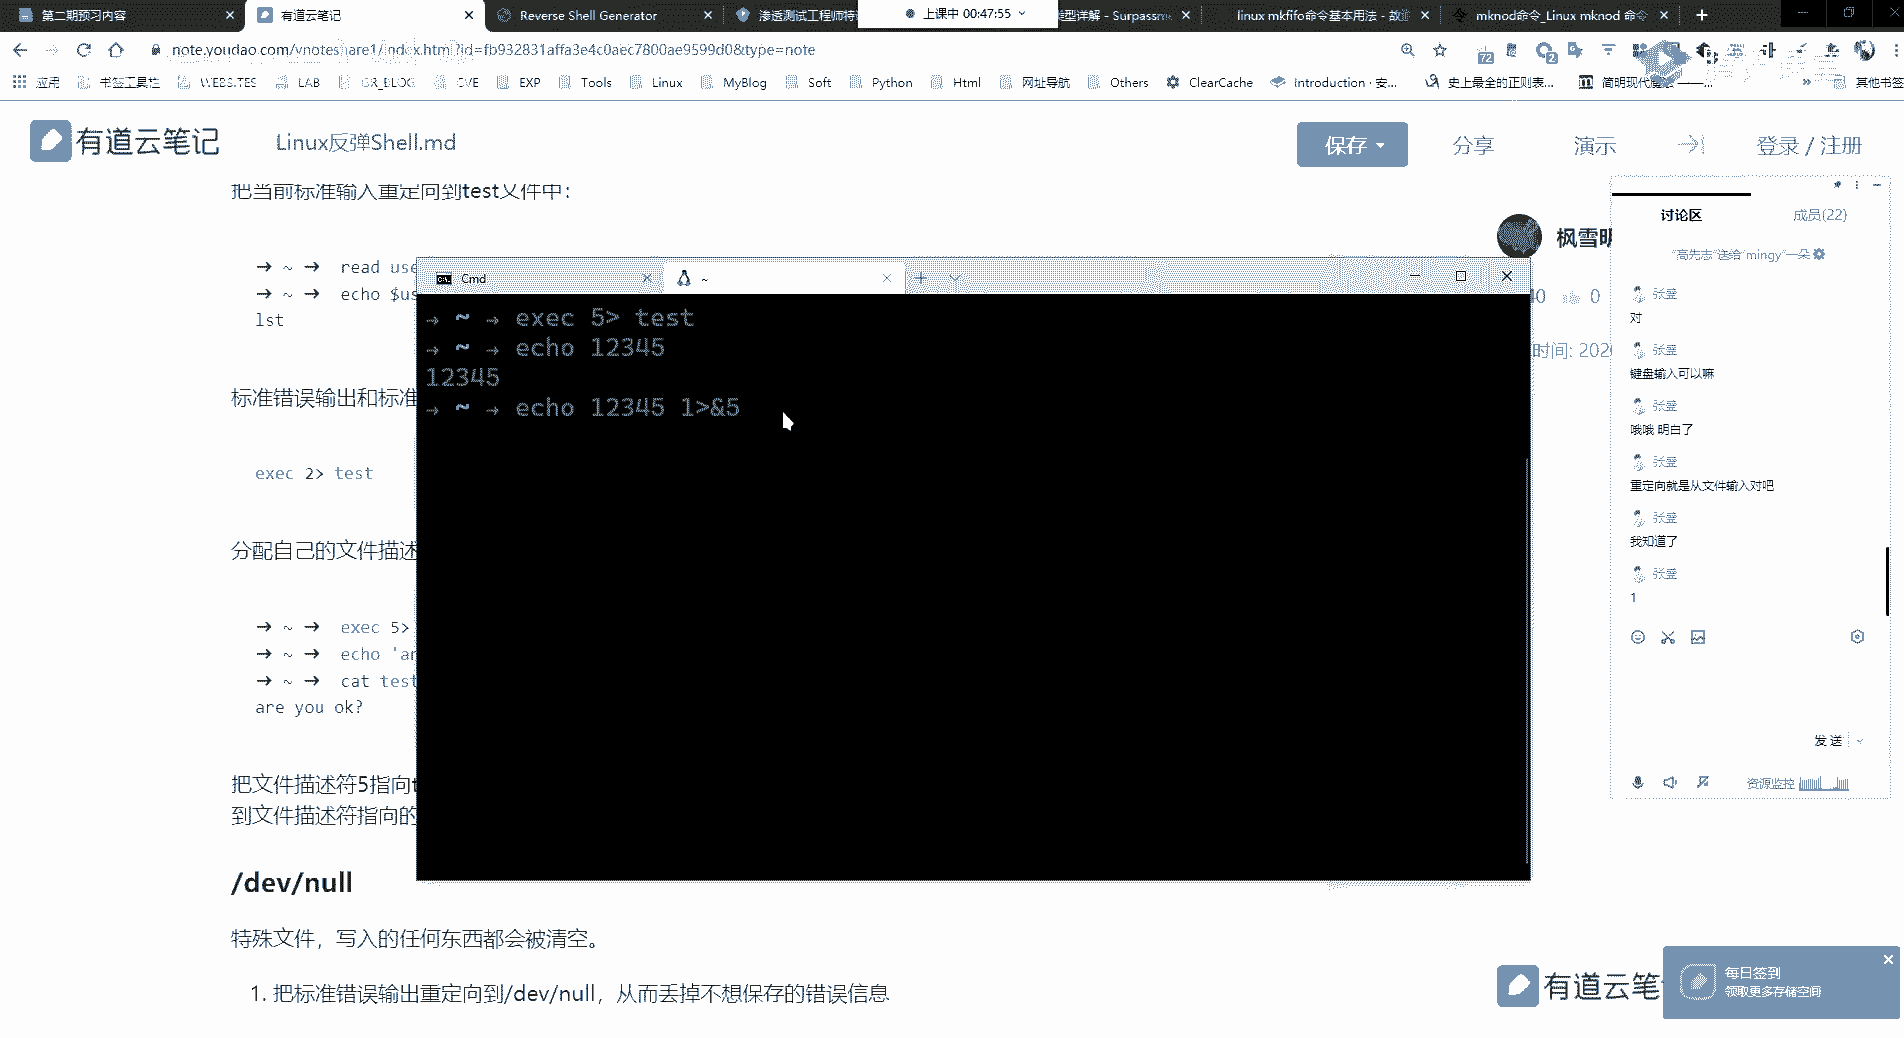 第二期预习内容
有道云笔记
Reverse Shell Generator
渗透测试工程师特
上课中 00:47:55
型详解 - Surpassm
linux mkfifo命令基本用法 - 故
mknod命令_Linux mknod 命令
note.youdao.com/ynoteshare1/index.html?id=fb932831affa3e4c0aec7800ae9599d0&type=note
72
2
应用
书签工具栏
WEBSITES
LAB
GR_BLOG
CVE
EXP
Tools
Linux
MyBlog
Soft
Python
Html
网址导航
Others
ClearCache
Introduction · 安...
史上最全的正则表...
简明现代魔法 ——...
其他书签
有道云笔记
Linux反弹Shell.md
保存
分享
演示
登录 / 注册
把当前标准输入重定向到test文件中：
→ ~ → read use
→ ~ → echo $us
lst
标准错误输出和标准
exec 2> test
分配自己的文件描述
→ ~ → exec 5>
→ ~ → echo 'ar
→ ~ → cat test
are you ok?
把文件描述符5指向t
到文件描述符指向的
/dev/null
特殊文件，写入的任何东西都会被清空。
1. 把标准错误输出重定向到/dev/null，从而丢掉不想保存的错误信息
枫雪明
40
0
时间: 202
Cmd
~
→ ~ → exec 5> test
→ ~ → echo 12345
12345
→ ~ → echo 12345 1>&5
讨论区
成员(22)
“高先志”送给“mingy”一朵
张盛
对
张盛
键盘输入可以嘛
张盛
哦哦 明白了
张盛
重定向就是从文件输入对吧
张盛
我知道了
张盛
1
发送
资源监控
有道云笔
每日签到
领取更多存储空间